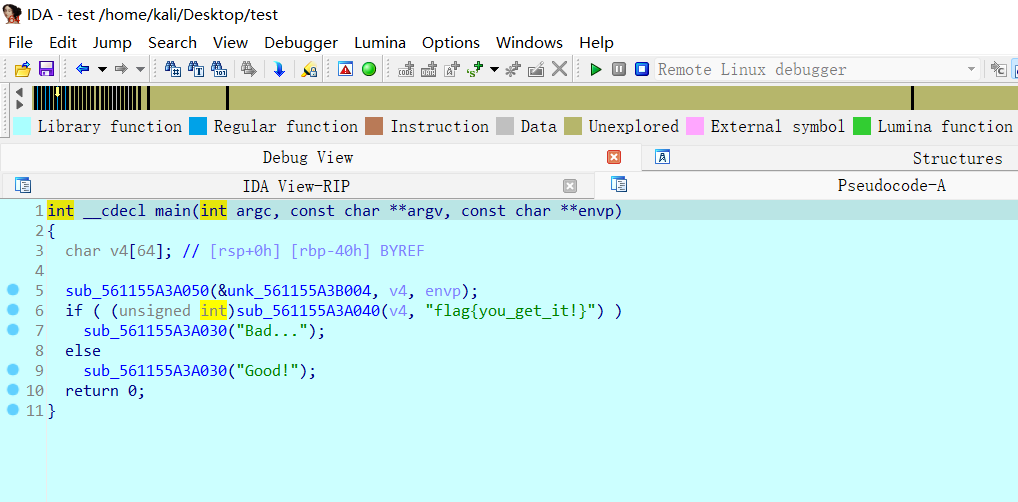 IDA - test /home/kali/Desktop/test
File Edit Jump Search View Debugger Lumina Options Windows Help
Remote Linux debugger
Library function Regular function Instruction Data Unexplored External symbol Lumina function
Debug View Structures
IDA View-RIP Pseudocode-A
1 int __cdecl main(int argc, const char **argv, const char **envp)
2 {
3 char v4[64]; // [rsp+0h] [rbp-40h] BYREF
4
5 sub_561155A3A050(&unk_561155A3B004, v4, envp);
6 if ( (unsigned int)sub_561155A3A040(v4, "flag{you_get_it!}") )
7 sub_561155A3A030("Bad...");
8 else
9 sub_561155A3A030("Good!");
10 return 0;
11 }